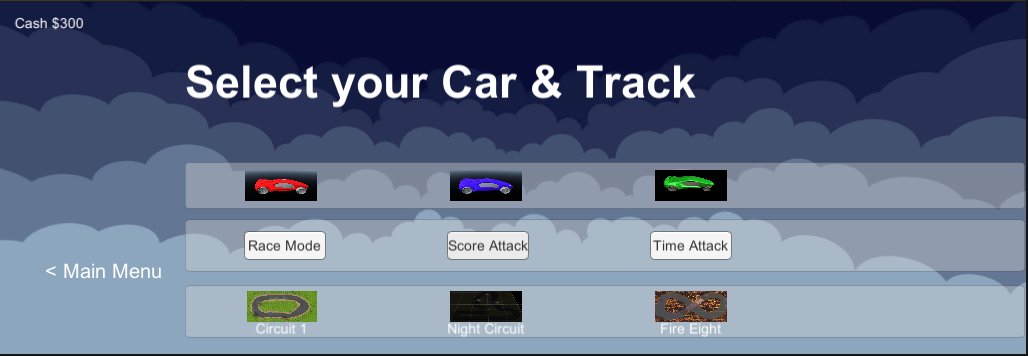 Cash $300
Select your Car & Track
Race Mode
Score Attack
Time Attack
< Main Menu
Circuit 1
Night Circuit
Fire Eight